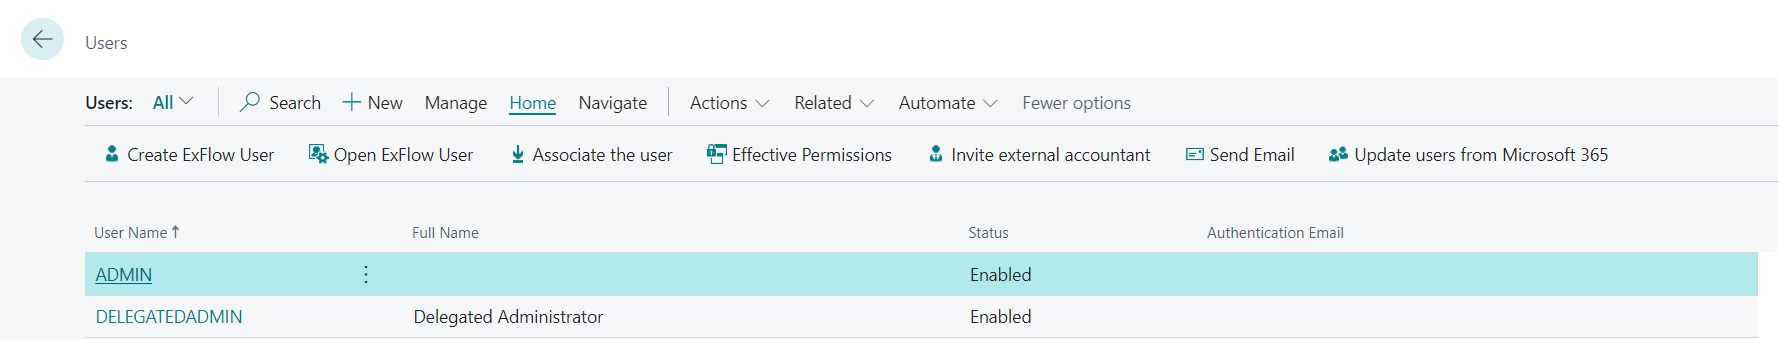 Users
Users: All Search New Manage Home Navigate Actions Related Automate Fewer options
Create ExFlow User Open ExFlow User Associate the user Effective Permissions Invite external accountant Send Email Update users from Microsoft 365
User Name ↑ Full Name Status Authentication Email
ADMIN Enabled
DELEGATEDADMIN Delegated Administrator Enabled